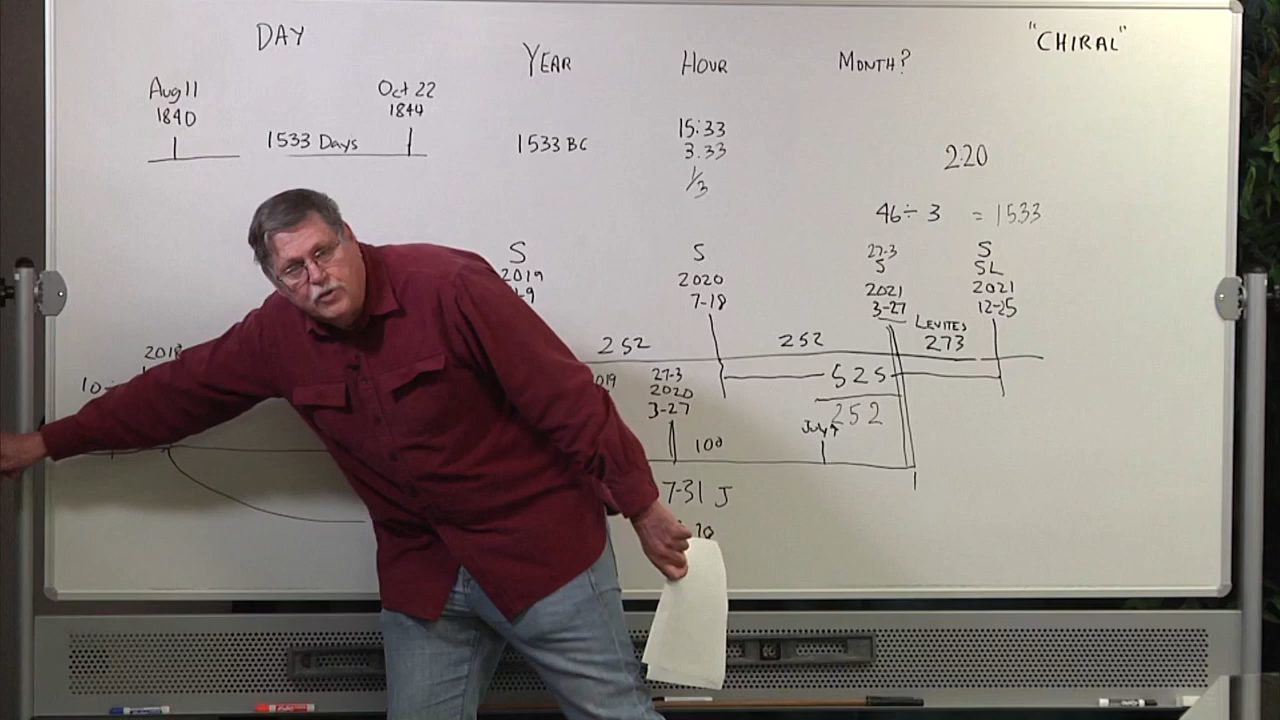 DAY
YEAR
HOUR
MONTH?
"CHIRAL"
Aug 11
1840
Oct 22
1844
1533 Days
1533 BC
15:33
3.33
1/3
220
46 ÷ 3 = 1533
S
2019
S
2020
7-18
27-3
S
2021
3-27
S
SL
2021
12-25
LEVITES
273
252
252
2018
10-
27-3
2020
3-27
525
252
July 4
100
7-31 J